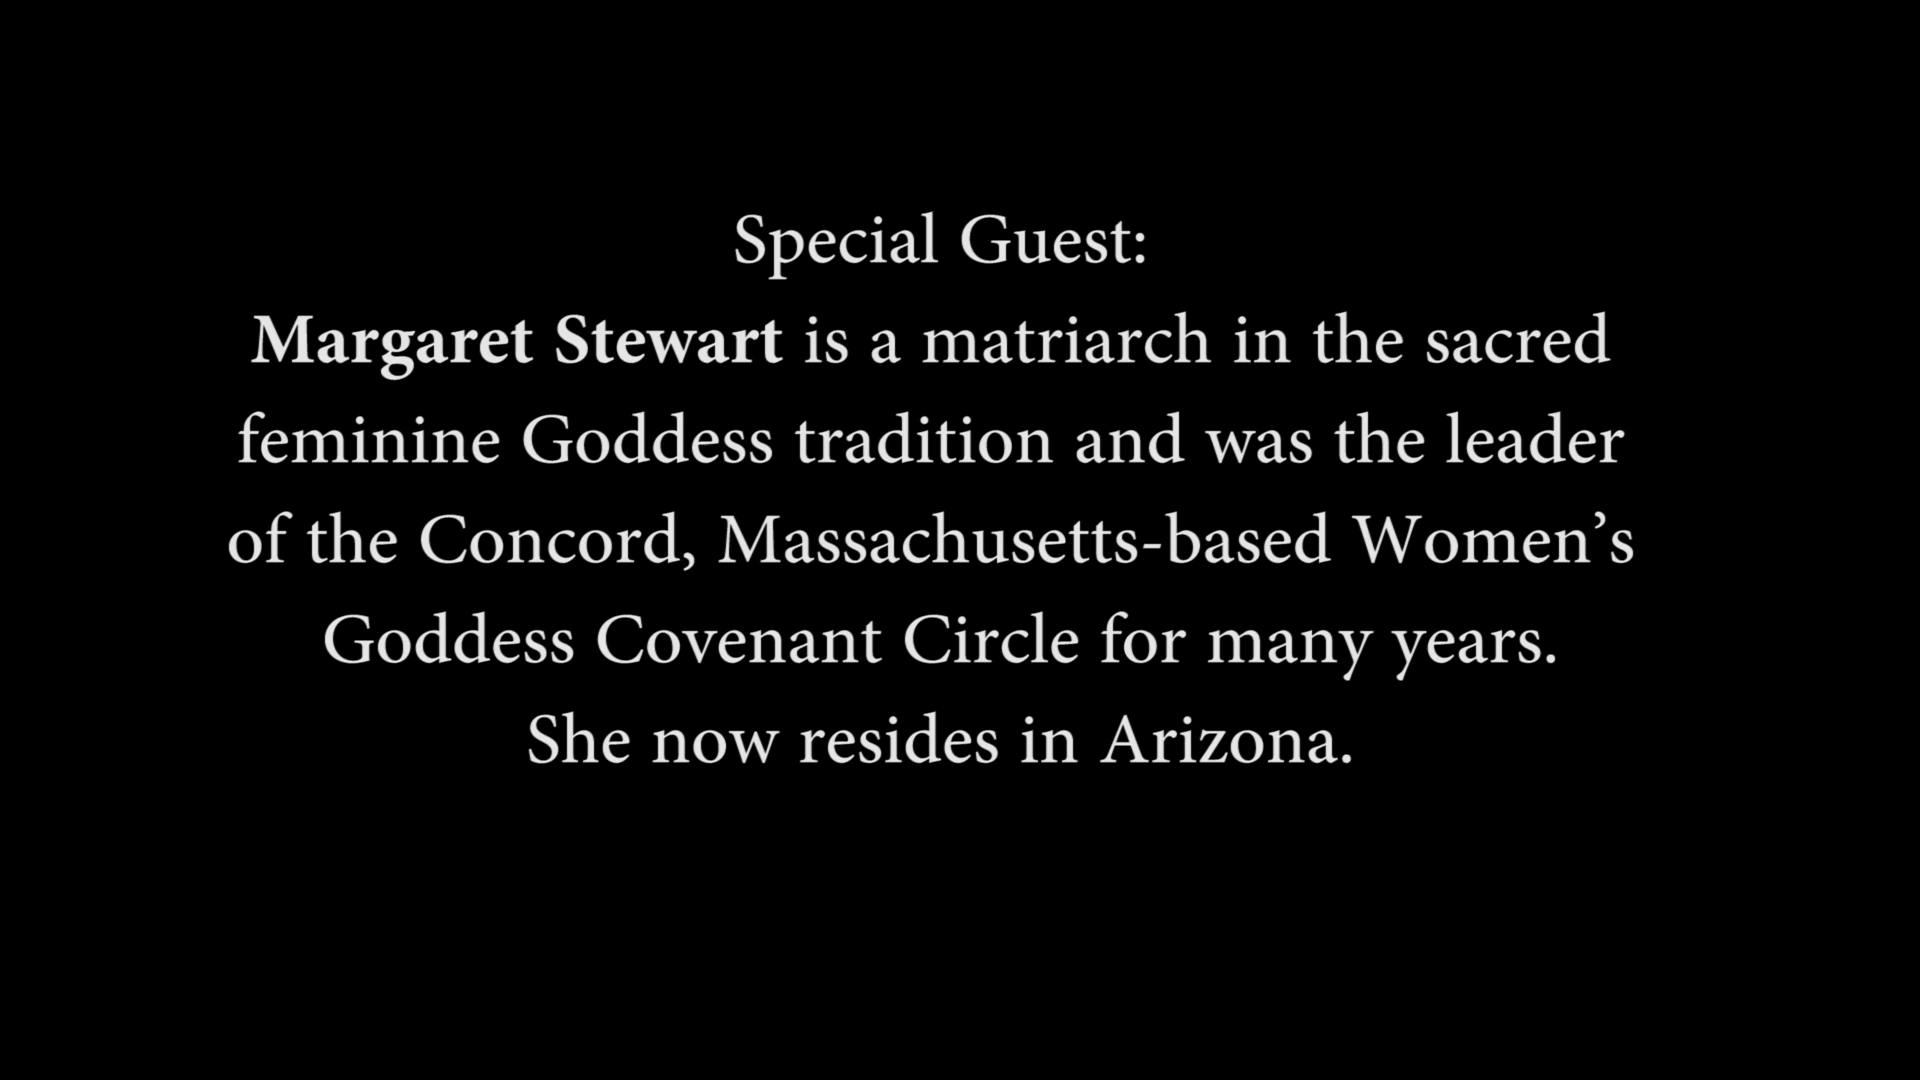 Special Guest:
Margaret Stewart is a matriarch in the sacred
feminine Goddess tradition and was the leader
of the Concord, Massachusetts-based Women’s
Goddess Covenant Circle for many years.
She now resides in Arizona.